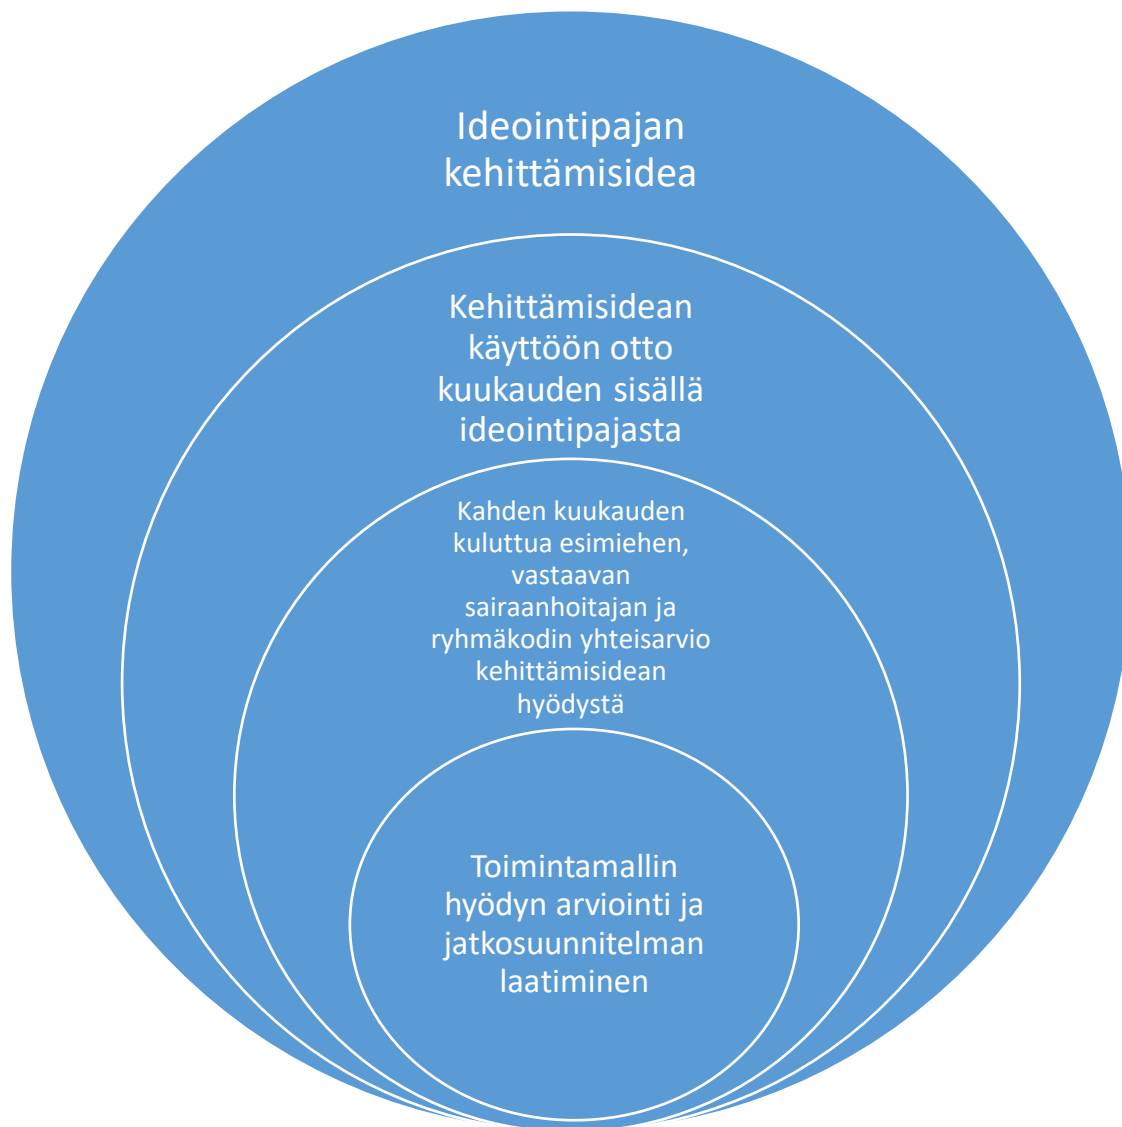 Ideointipajan
kehittämisidea
Kehittämisidean
käyttöön otto
kuukauden sisällä
ideointipajasta
Kahden kuukauden
kuluttua esimiehen,
vastaavan
sairaanhoitajan ja
ryhmäkodin yhteisarvio
kehittämisidean
hyödystä
Toimintamallin
hyödyn arviointi ja
jatkosuunnitelman
laatiminen